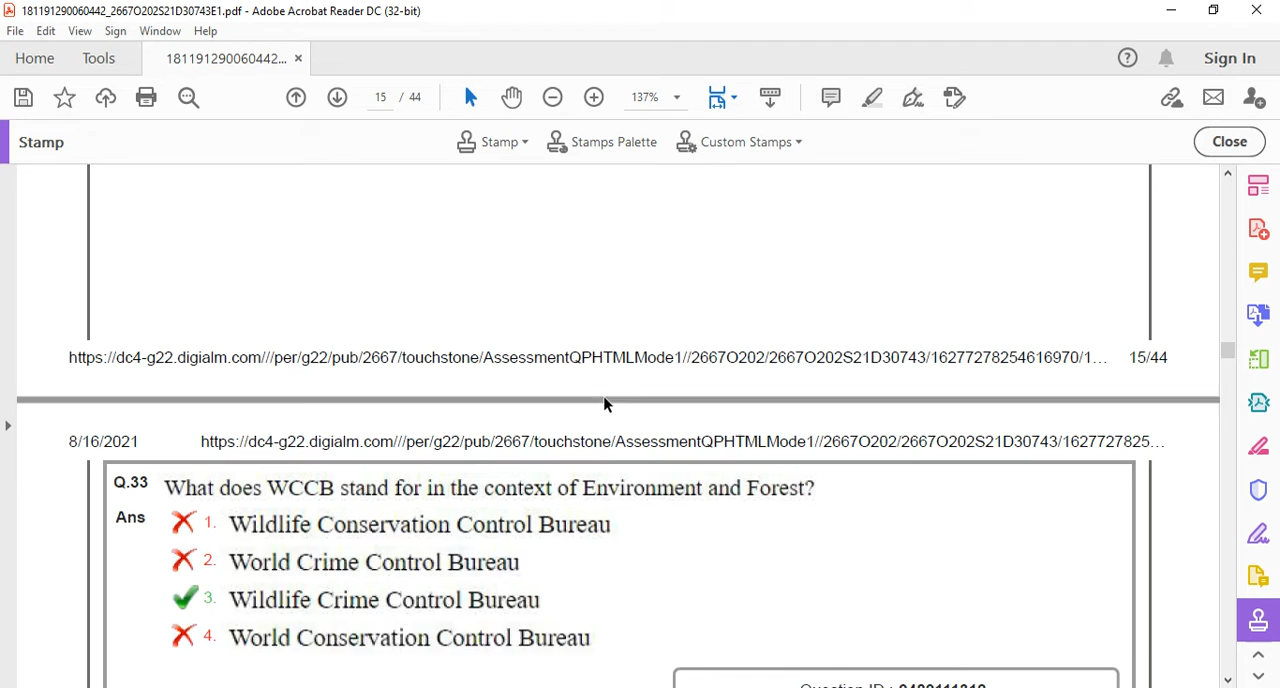 181191290060442_2667O202S21D30743E1.pdf - Adobe Acrobat Reader DC (32-bit)
File Edit View Sign Window Help
Home Tools 181191290060442... × Sign In
15 / 44 137%
Stamp Stamp Stamps Palette Custom Stamps Close
https://dc4-g22.digialm.com///per/g22/pub/2667/touchstone/AssessmentQPHTMLMode1//2667O202/2667O202S21D30743/16277278254616970/1... 15/44
8/16/2021 https://dc4-g22.digialm.com///per/g22/pub/2667/touchstone/AssessmentQPHTMLMode1//2667O202/2667O202S21D30743/1627727825...
Q.33 What does WCCB stand for in the context of Environment and Forest?
Ans 1. Wildlife Conservation Control Bureau
2. World Crime Control Bureau
3. Wildlife Crime Control Bureau
4. World Conservation Control Bureau